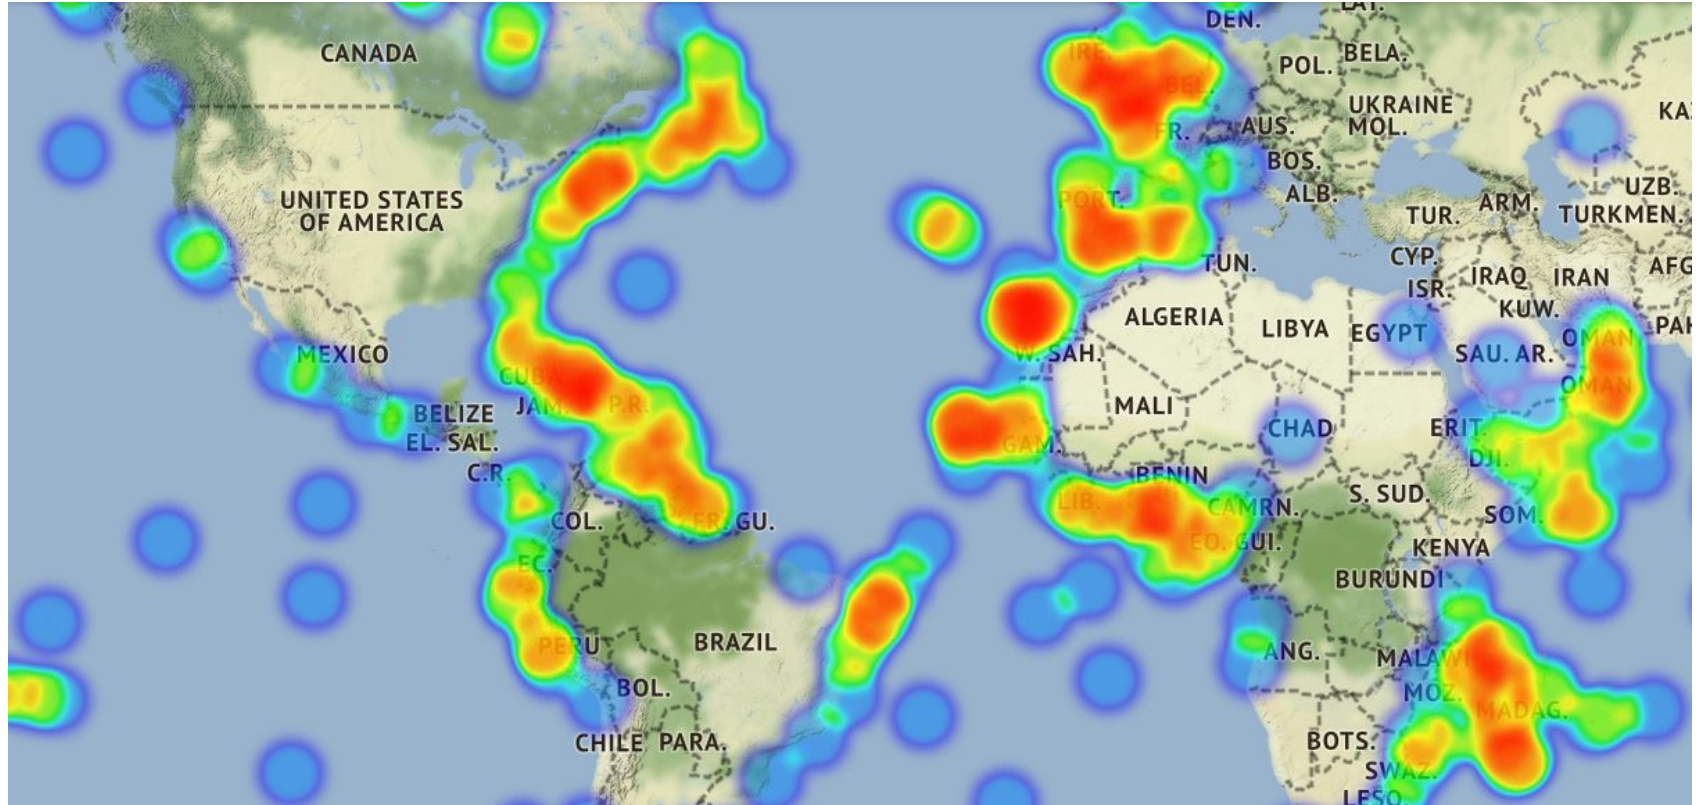 LAT.
DEN.
CANADA
IRE.
POL.
BELA.
BEL.
UKRAINE
MOL.
KAZ
FR.
AUS.
BOS.
ALB.
UNITED STATES
OF AMERICA
PORT.
TUR.
ARM.
UZB.
TURKMEN.
CYP.
TUN.
ISR.
IRAQ
IRAN
AFG
KUW.
ALGERIA
LIBYA
EGYPT
OMAN
PAK
MEXICO
W. SAH.
SAU. AR.
CUBA
OMAN
JAM.
P.R.
MALI
BELIZE
EL. SAL.
GAM.
CHAD
ERIT.
DJI.
C.R.
BENIN
LIB.
CAMRN.
S. SUD.
SOM.
COL.
FR. GU.
EQ. GUI.
KENYA
EC.
BURUNDI
PERU
BRAZIL
ANG.
MALAWI
BOL.
MOZ.
MADAG.
CHILE
PARA.
BOTS.
SWAZ.
LESO.